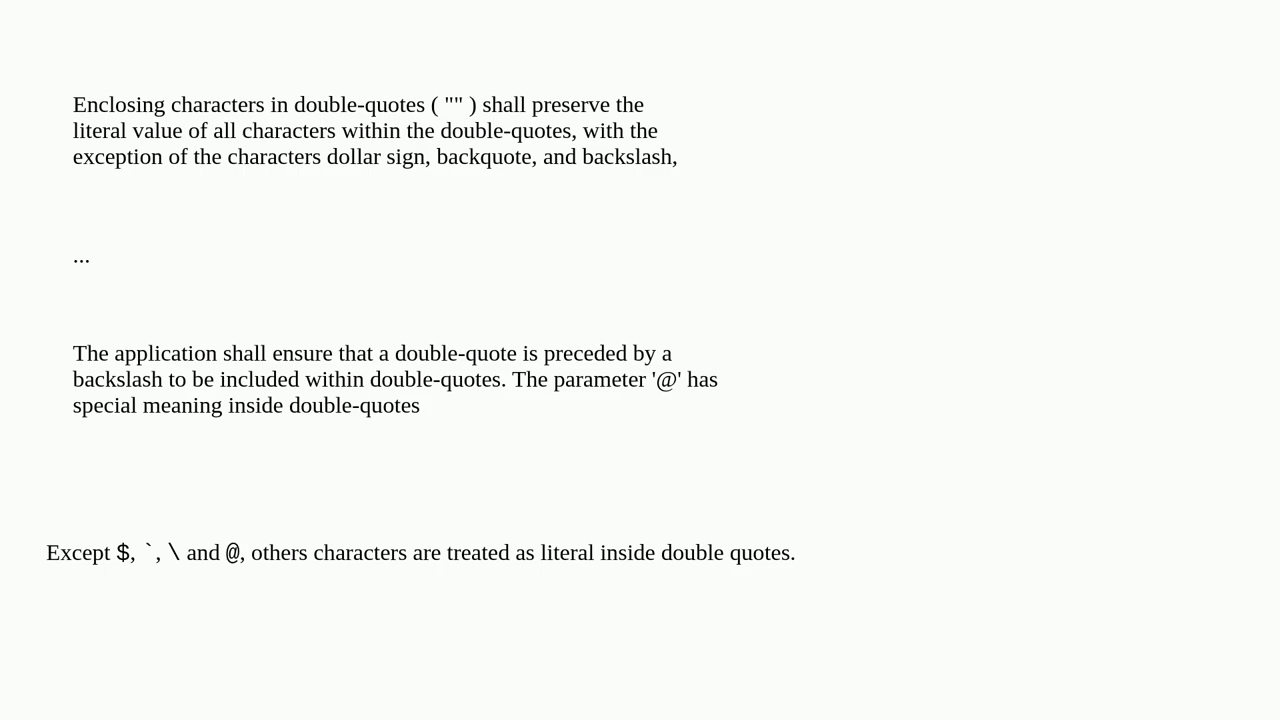 Enclosing characters in double-quotes ( "" ) shall preserve the
literal value of all characters within the double-quotes, with the
exception of the characters dollar sign, backquote, and backslash,
...
The application shall ensure that a double-quote is preceded by a
backslash to be included within double-quotes. The parameter '@' has
special meaning inside double-quotes
Except $, `, \ and @, others characters are treated as literal inside double quotes.